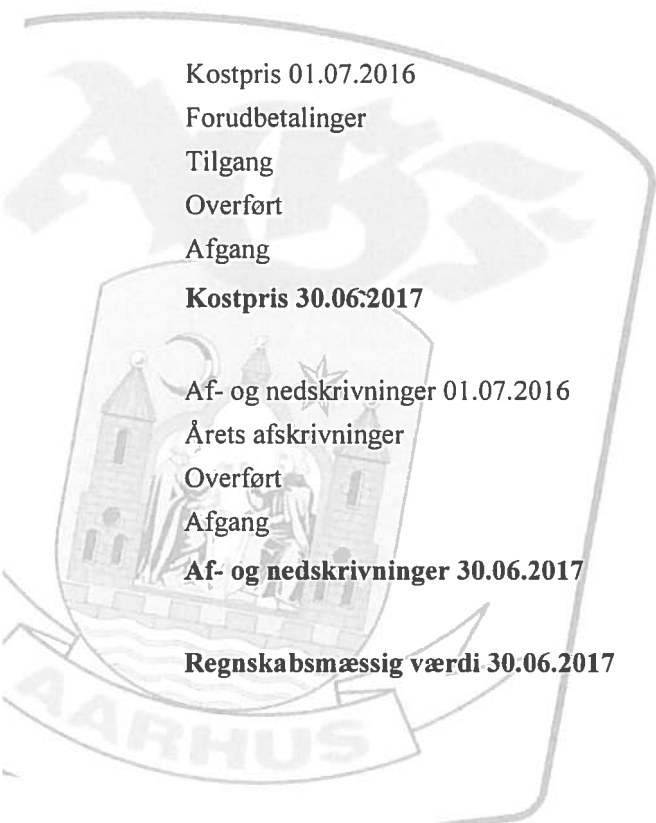 Kostpris 01.07.2016
Forudbetalinger
Tilgang
Overført
Afgang
Kostpris 30.06.2017
Af- og nedskrivninger 01.07.2016
Årets afskrivninger
Overført
Afgang
Af- og nedskrivninger 30.06.2017
Regnskabsmæssig værdi 30.06.2017
AGF
AARHUS